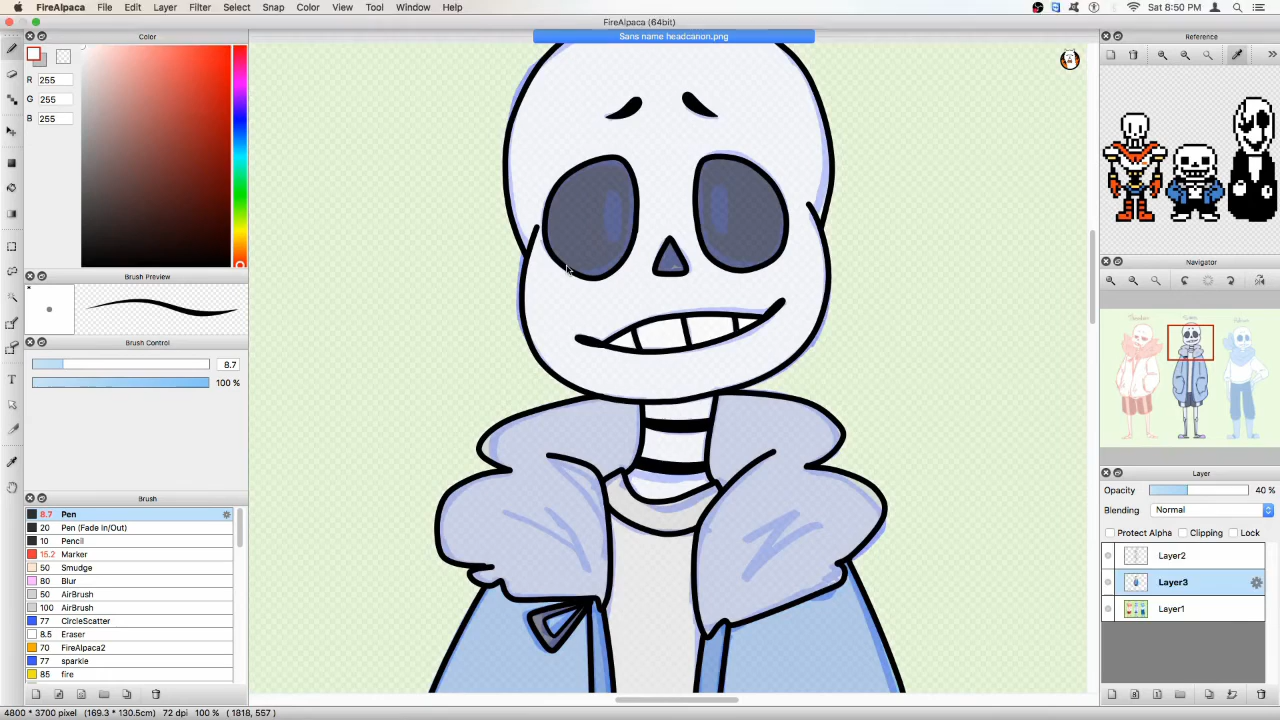 FireAlpaca File Edit Layer Filter Select Snap Color View Tool Window Help Sat 8:50 PM
FireAlpaca (64bit)
Color
Sans name headcanon.png
Reference
R 255
G 255
B 255
Brush Preview
Navigator
Brush Control
8.7
100 %
Layer
Opacity 40 %
Blending Normal
Protect Alpha Clipping Lock
Brush
8.7 Pen
20 Pen (Fade In/Out)
10 Pencil
15.2 Marker
50 Smudge
80 Blur
50 AirBrush
100 AirBrush
77 CircleScatter
8.5 Eraser
70 FireAlpaca2
77 sparkle
85 fire
Layer2
Layer3
Layer1
4800 * 3700 pixel (169.3 * 130.5cm) 72 dpi 100 % ( 1818, 557 )